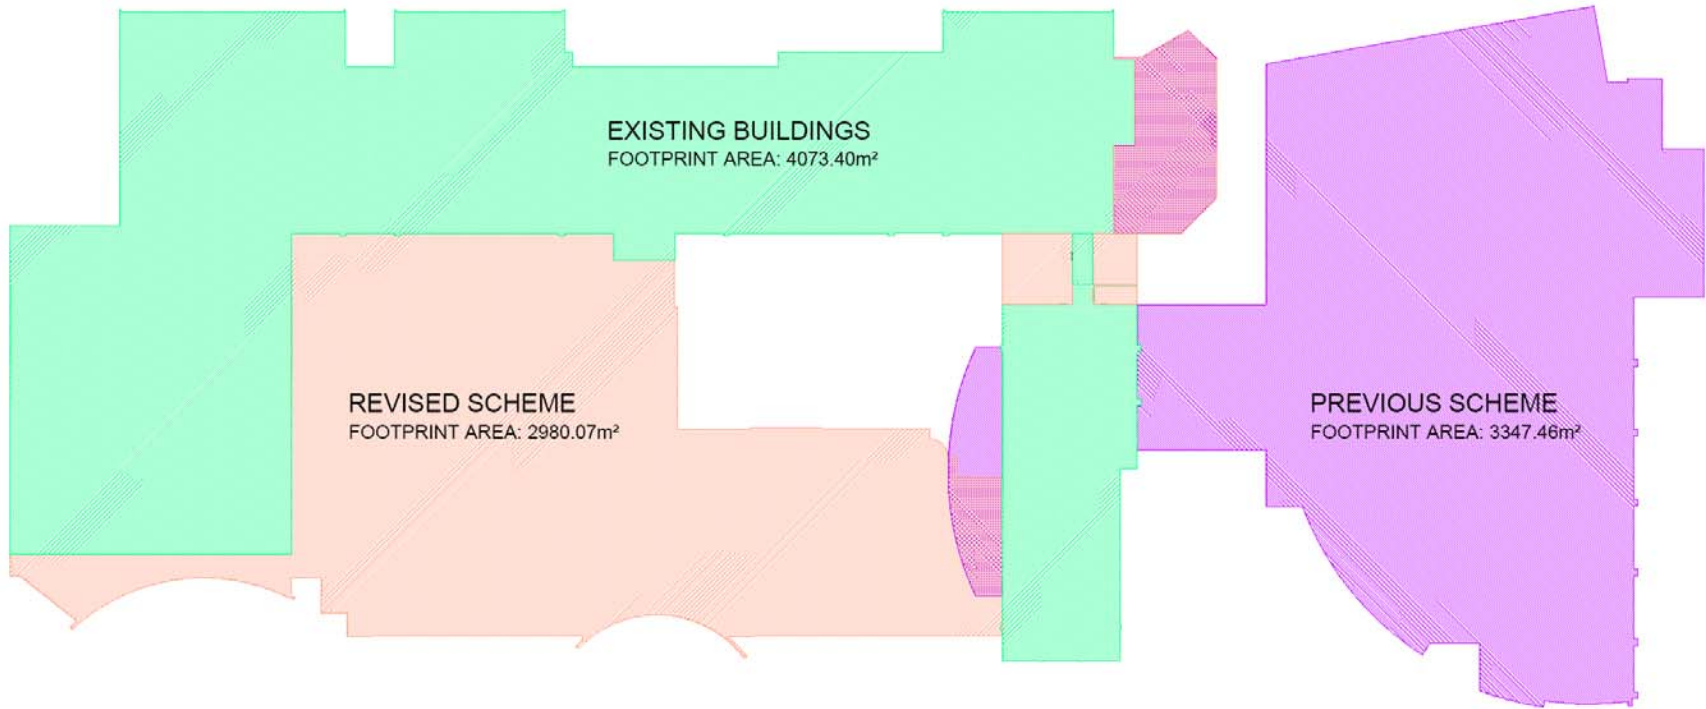 EXISTING BUILDINGS
FOOTPRINT AREA: 4073.40m²
REVISED SCHEME
FOOTPRINT AREA: 2980.07m²
PREVIOUS SCHEME
FOOTPRINT AREA: 3347.46m²